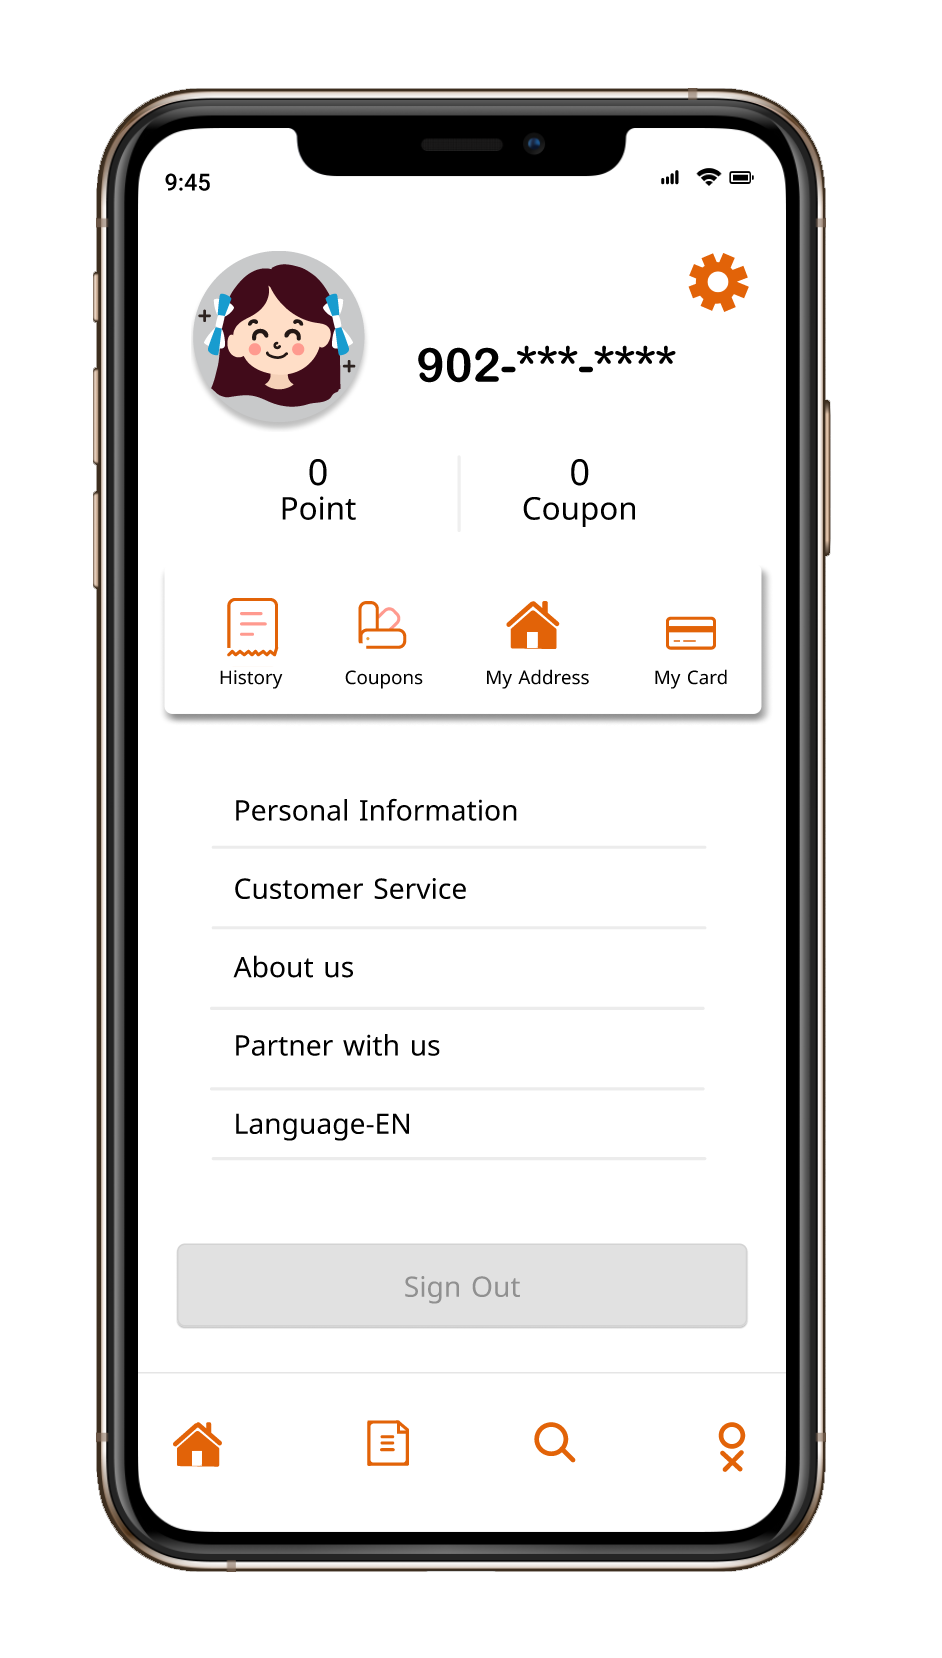 9:45
902-***-****
0
Point
0
Coupon
History
Coupons
My Address
My Card
Personal Information
Customer Service
About us
Partner with us
Language-EN
Sign Out